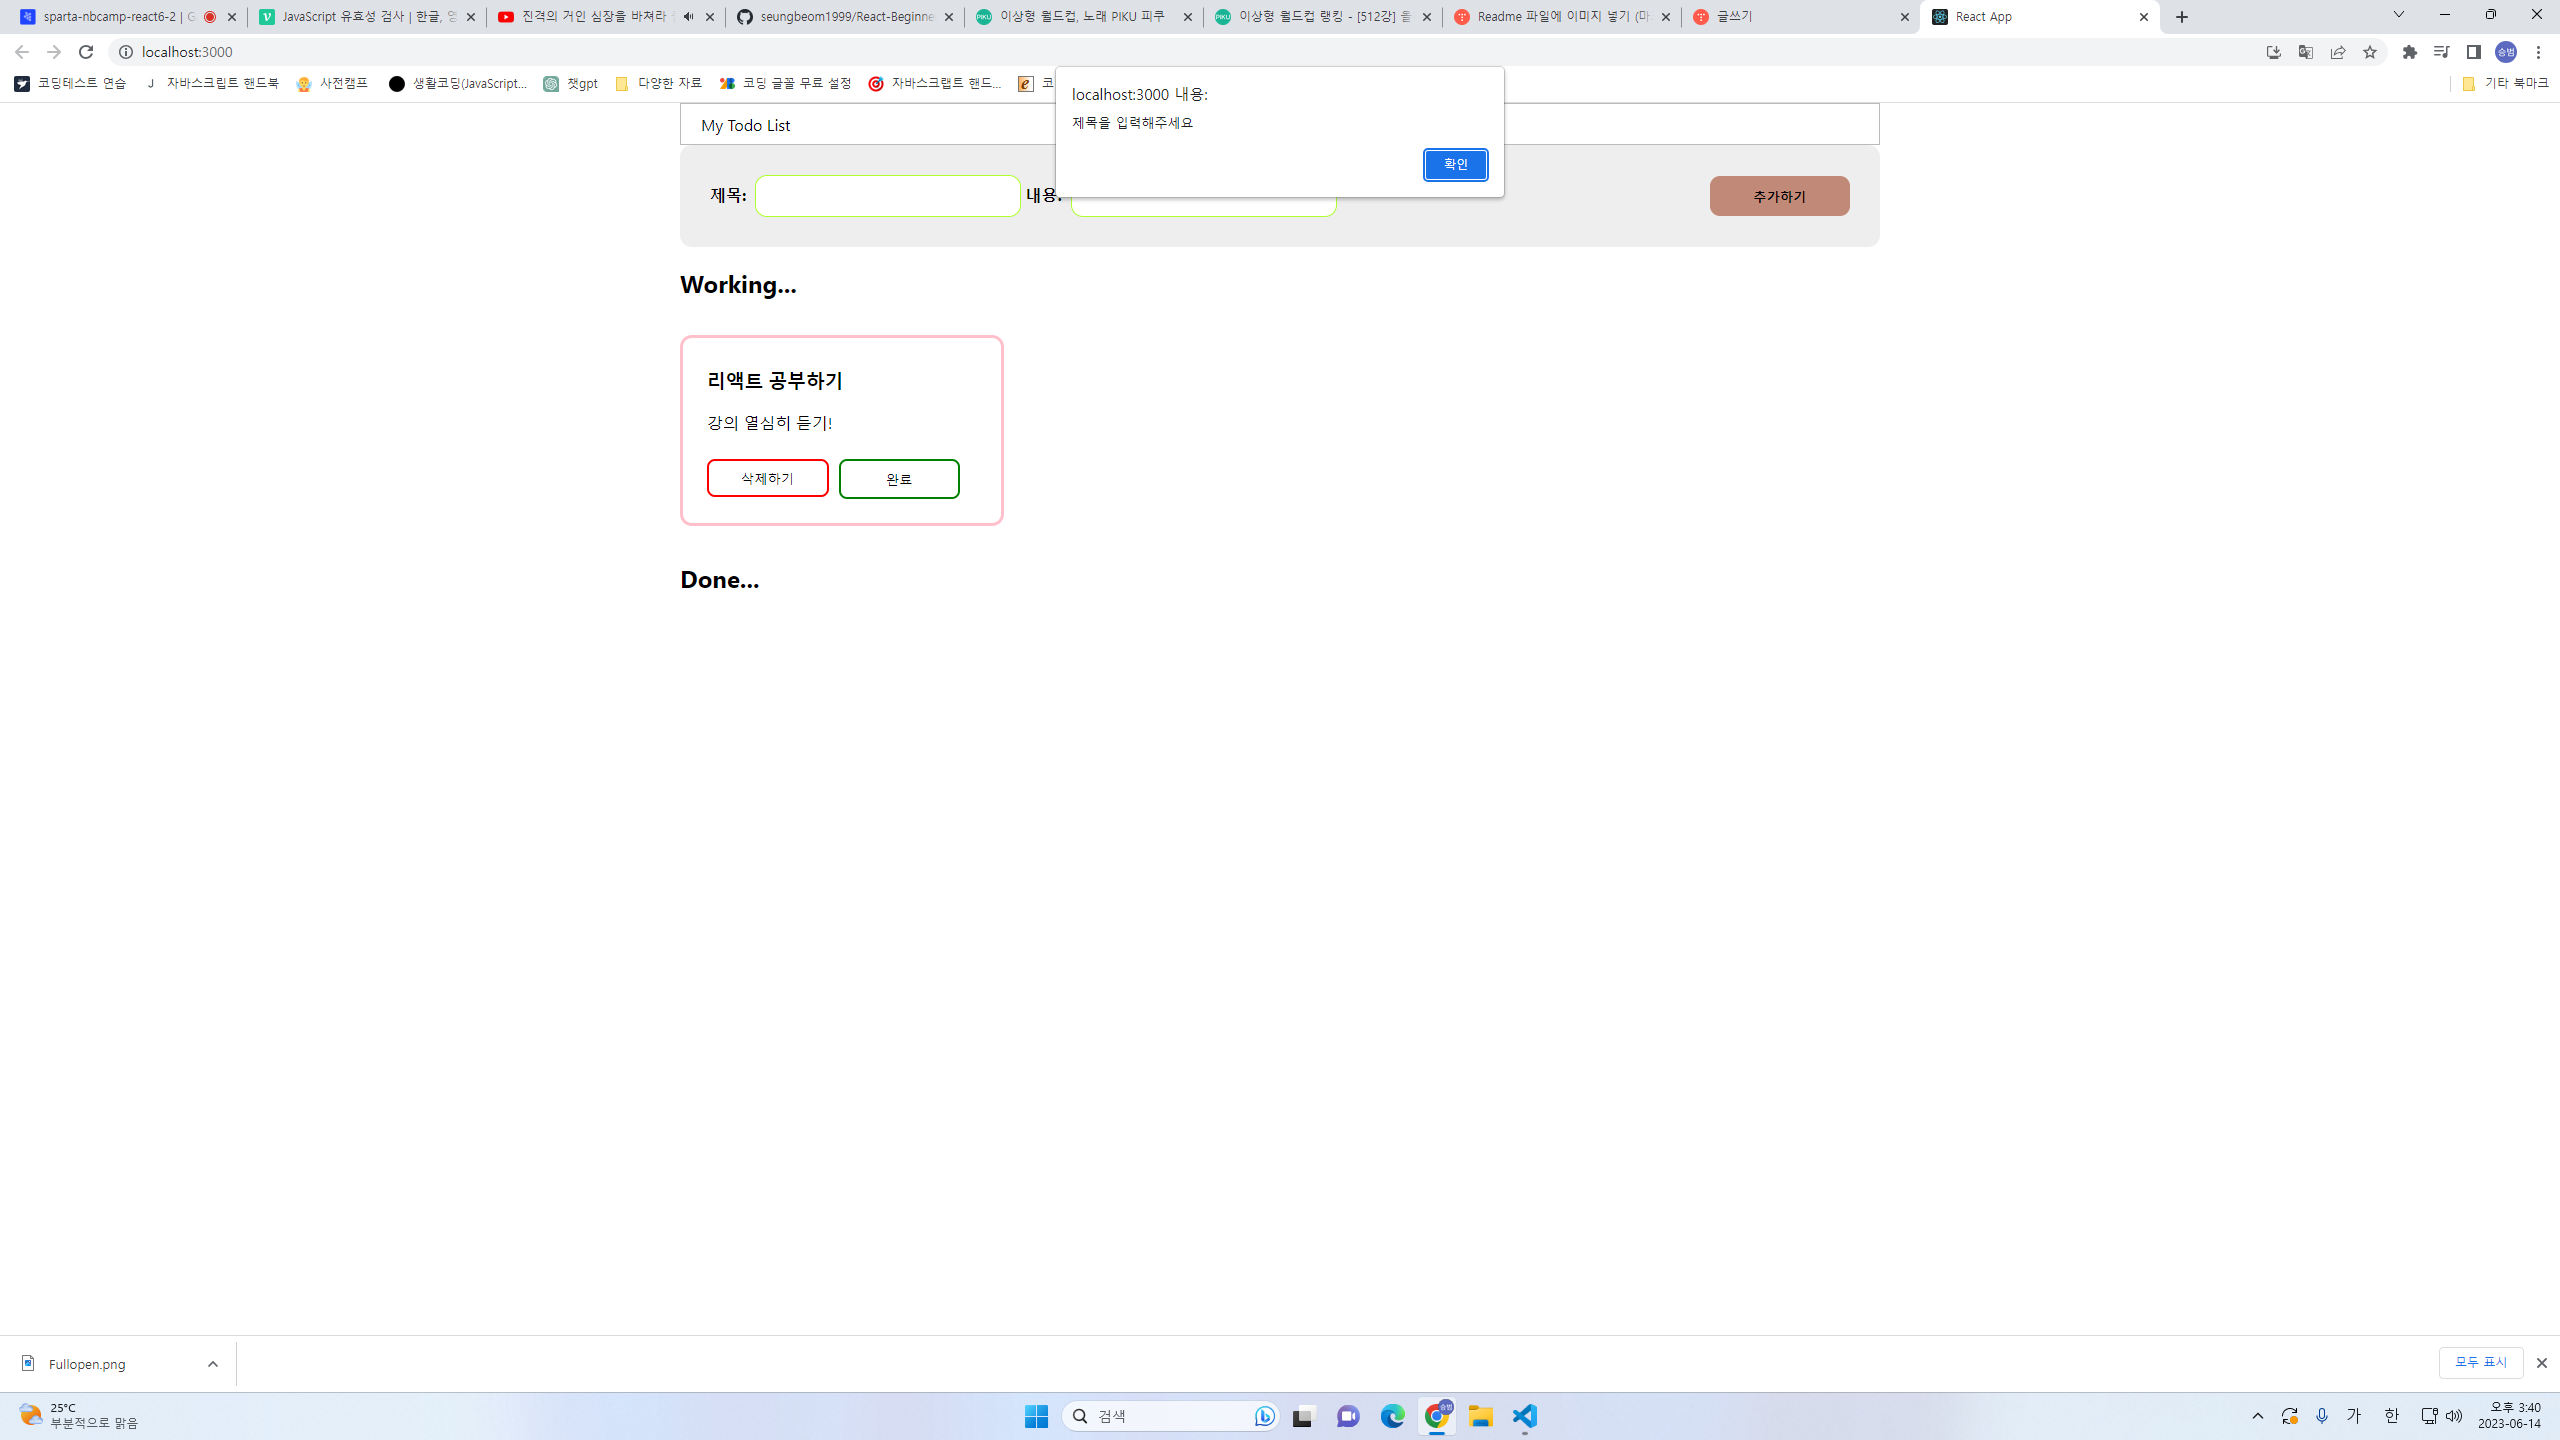 sparta-nbcamp-react6-2 | G
JavaScript 유효성 검사 | 한글, 영
진격의 거인 심장을 바쳐라
seungbeom1999/React-Beginne
이상형 월드컵, 노래 PIKU 피쿠
이상형 월드컵 랭킹 - [512강] 올
Readme 파일에 이미지 넣기 (마
글쓰기
React App
localhost:3000
승범
코딩테스트 연습
J 자바스크립트 핸드북
사전캠프
생활코딩(JavaScript...
챗gpt
다양한 자료
코딩 글꼴 무료 설정
자바스크랩트 핸드...
코
기타 북마크
localhost:3000 내용:
제목을 입력해주세요
확인
My Todo List
제목:
내용:
추가하기
Working...
리액트 공부하기
강의 열심히 듣기!
삭제하기
완료
Done...
Fullopen.png
모두 표시
25°C
부분적으로 맑음
검색
가
한
오후 3:40
2023-06-14